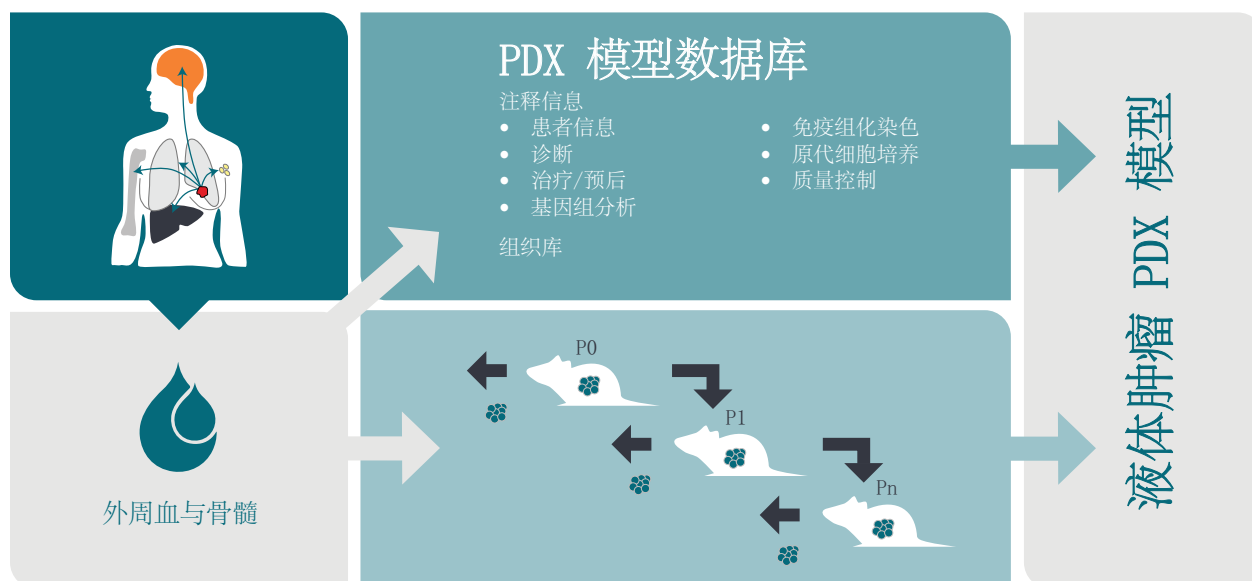 PDX 模型数据库
注释信息
• 患者信息
• 诊断
• 治疗/预后
• 基因组分析
• 免疫组化染色
• 原代细胞培养
• 质量控制
组织库
外周血与骨髓
P0
P1
Pn
液体肿瘤 PDX 模型